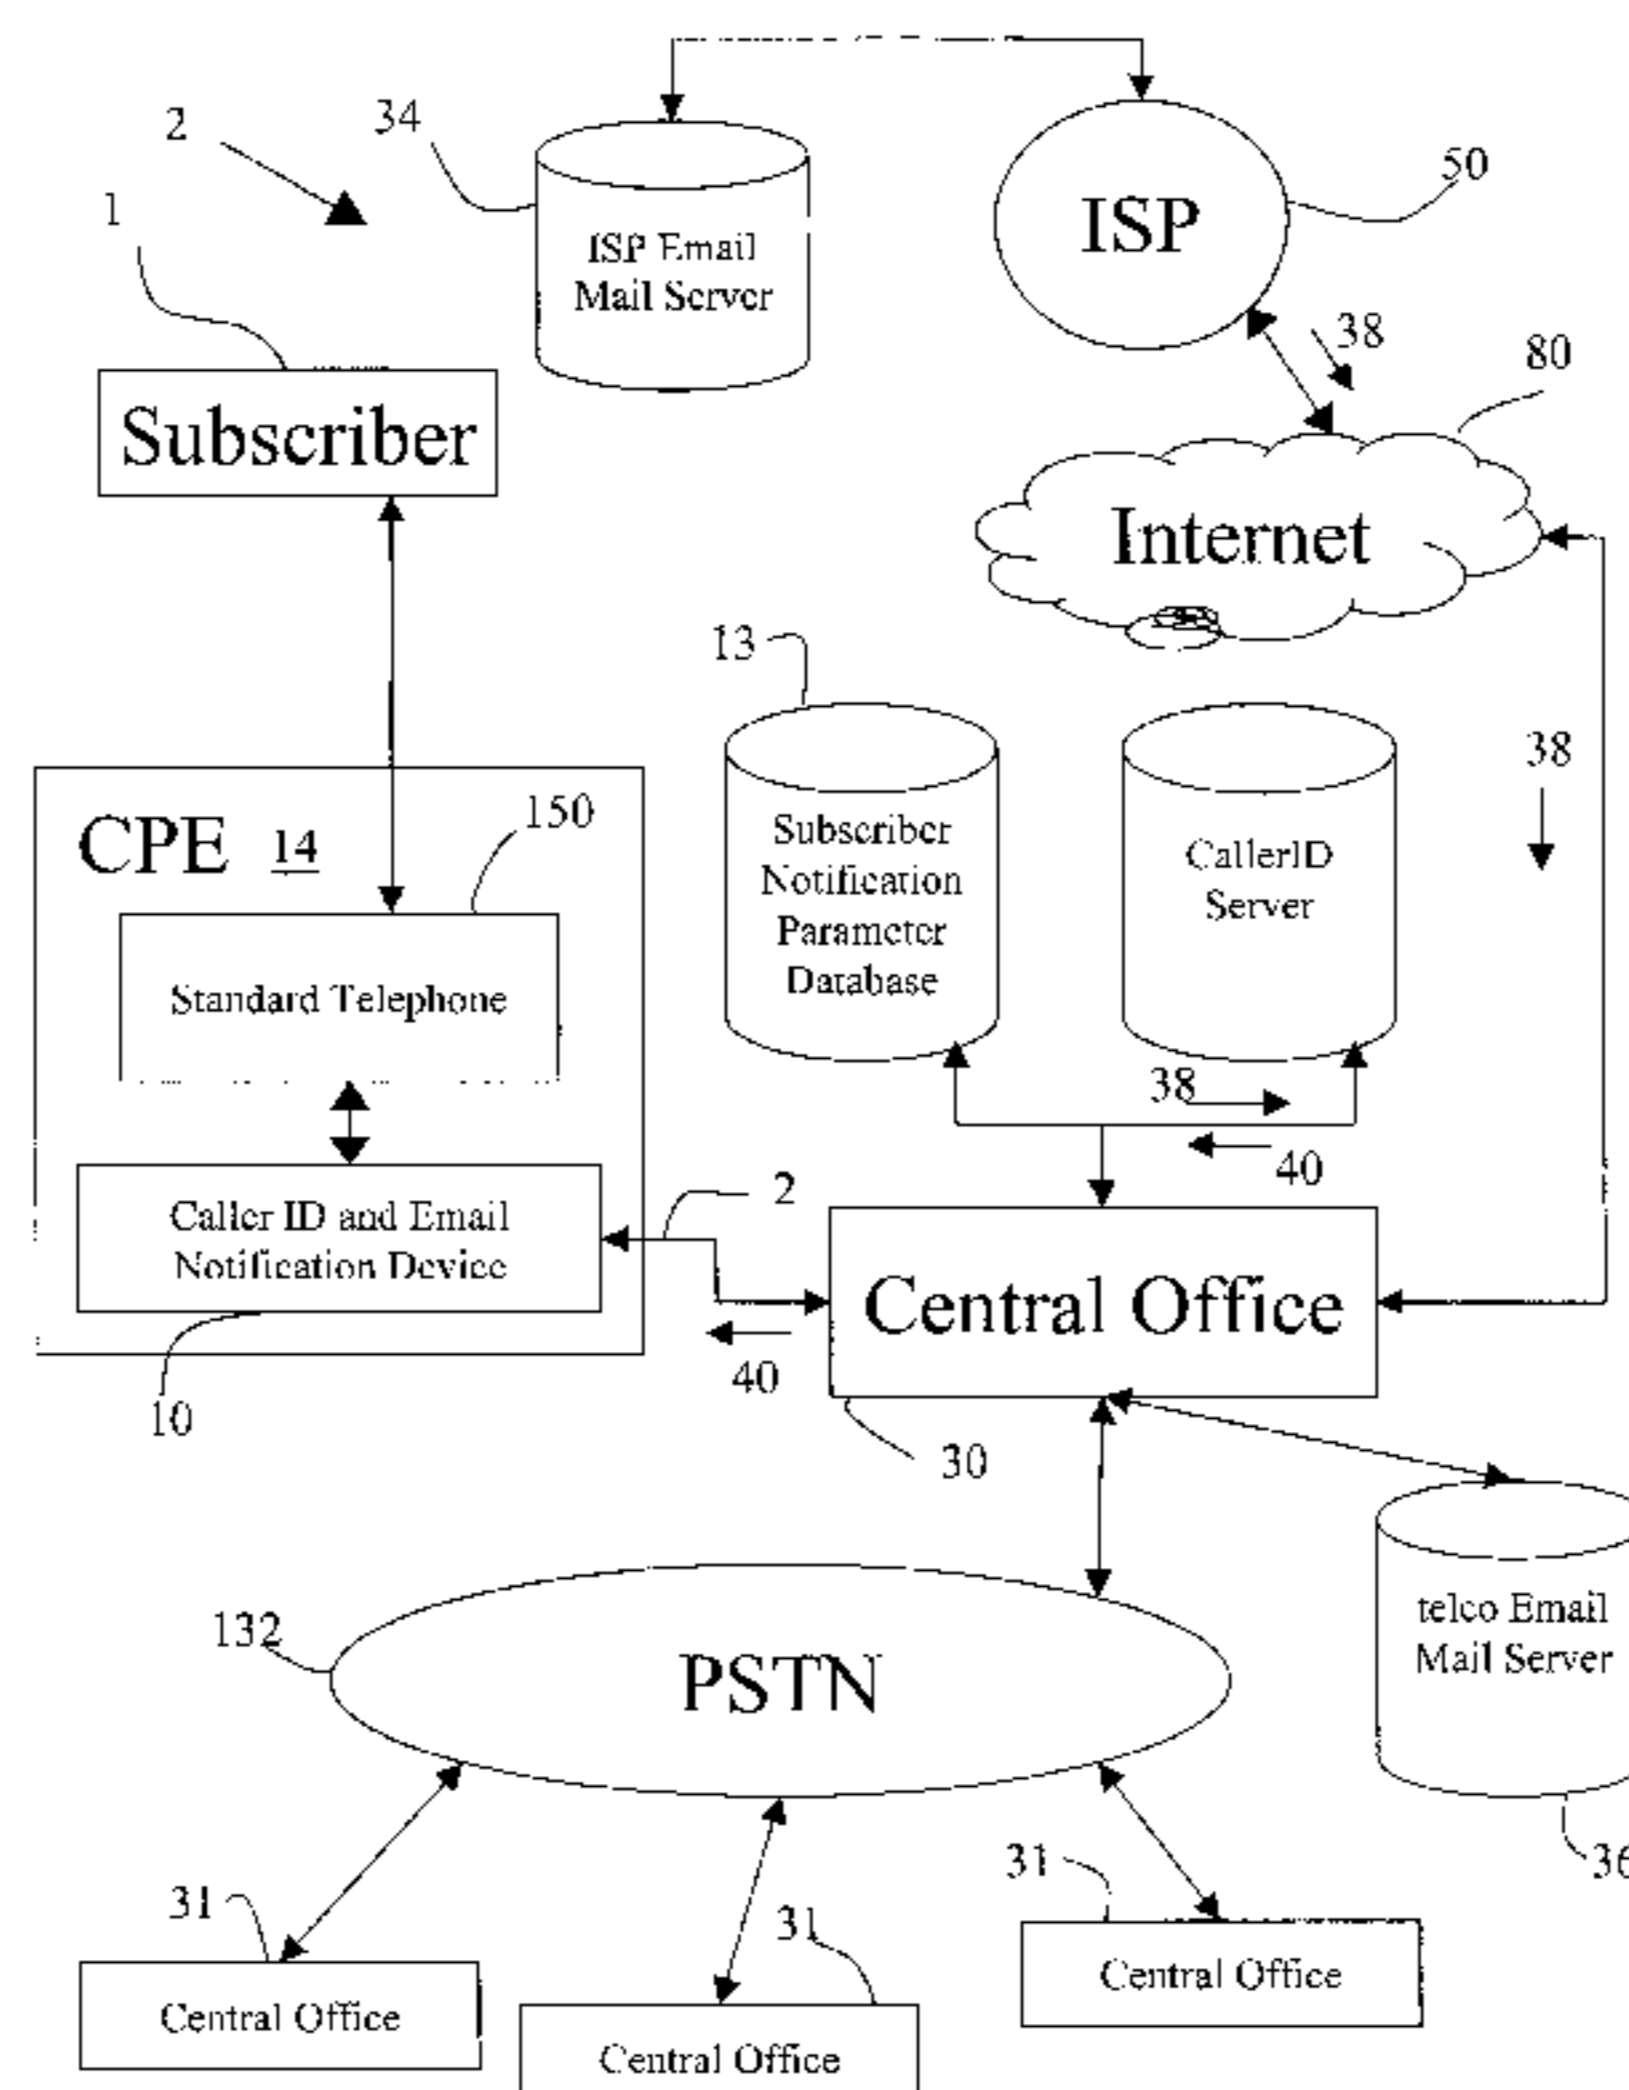 2
34
1
ISP Email
Mail Server
ISP
50
38
80
Subscriber
Internet
13
38
CPE 14
150
Subscriber
Notification
Parameter
Database
CallerID
Server
Standard Telephone
38
40
Caller ID and Email
Notification Device
2
Central Office
40
10
30
132
PSTN
telco Email
Mail Server
36
31
31
31
Central Office
Central Office
Central Office